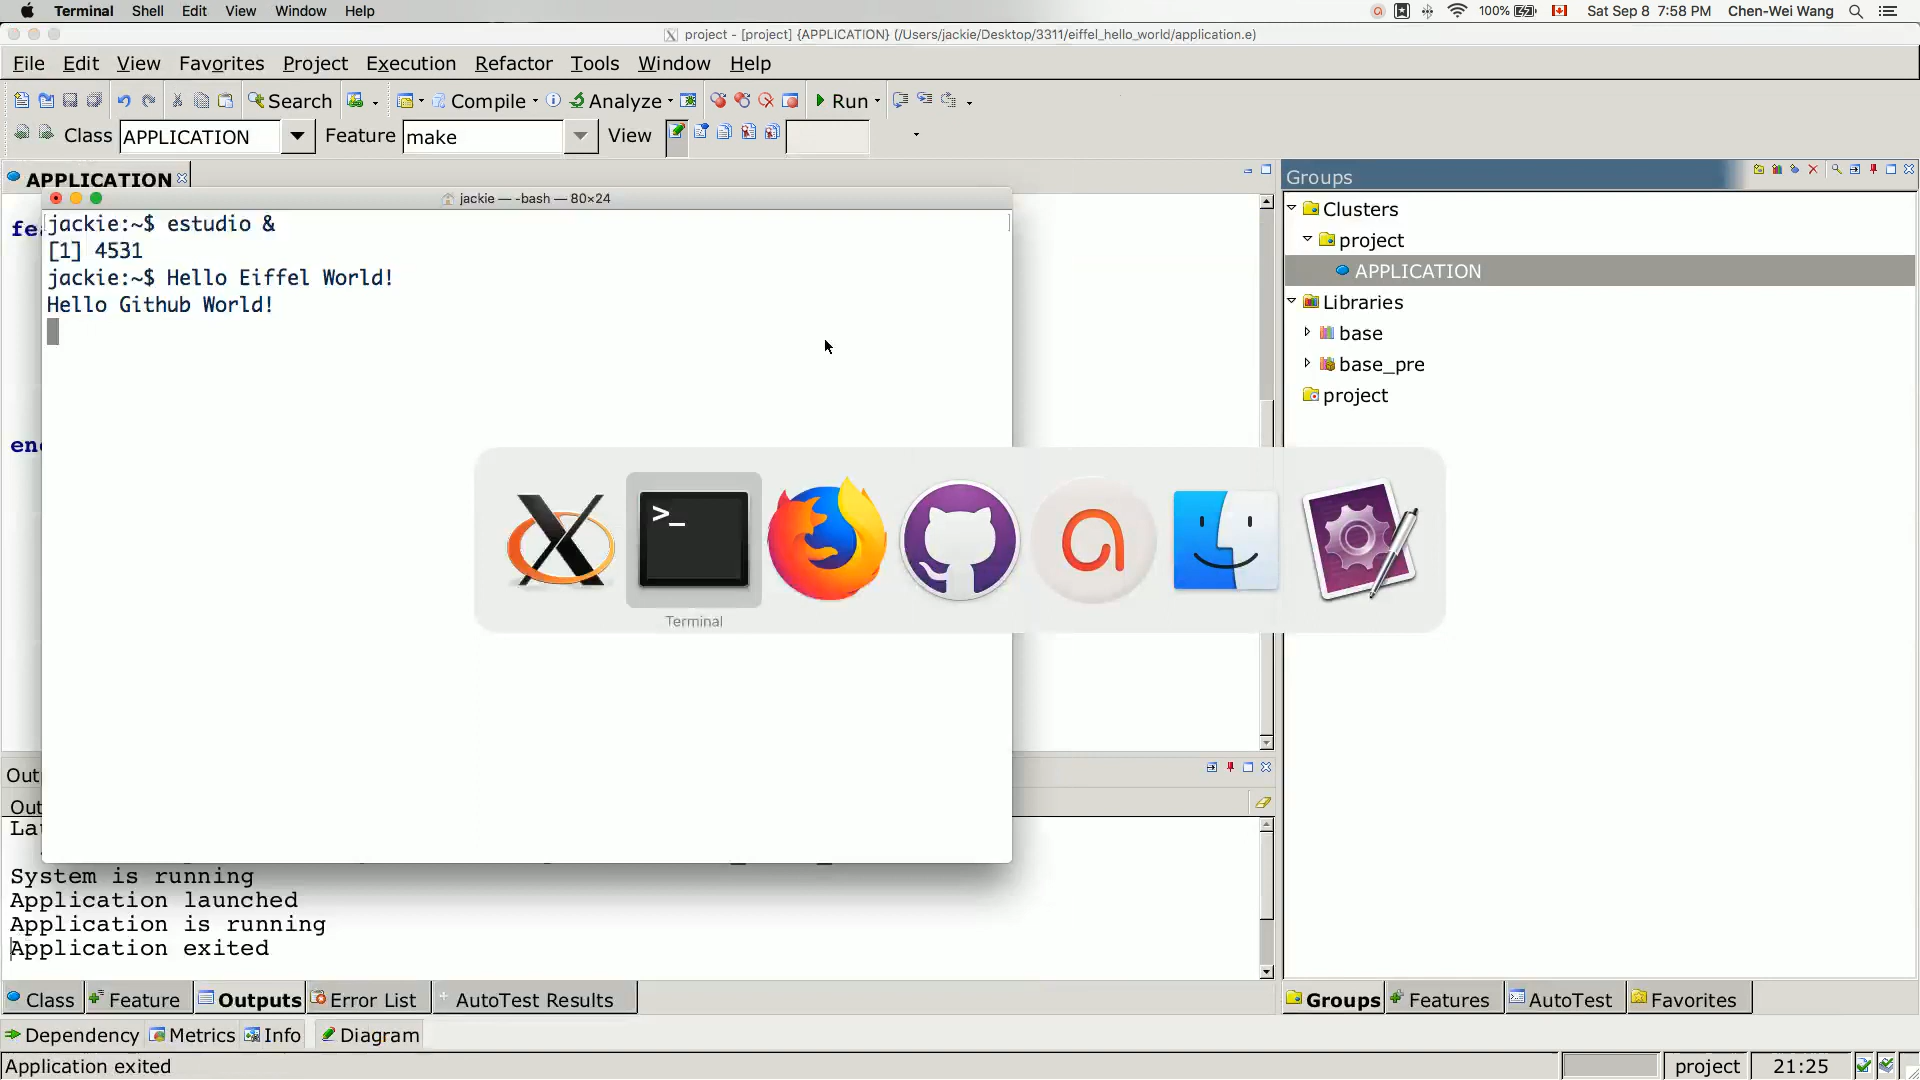 Terminal Shell Edit View Window Help
100% Sat Sep 8 7:58 PM Chen-Wei Wang
project - [project] {APPLICATION} (/Users/jackie/Desktop/3311/eiffel_hello_world/application.e)
File Edit View Favorites Project Execution Refactor Tools Window Help
Search Compile Analyze Run
Class APPLICATION Feature make View
APPLICATION
Groups
jackie — -bash — 80×24
jackie:~$ estudio &
[1] 4531
jackie:~$ Hello Eiffel World!
Hello Github World!
>_
Terminal
Clusters
project
APPLICATION
Libraries
base
base_pre
project
System is running
Application launched
Application is running
Application exited
Class Feature Outputs Error List AutoTest Results
Groups Features AutoTest Favorites
Dependency Metrics Info Diagram
Application exited
project 21:25